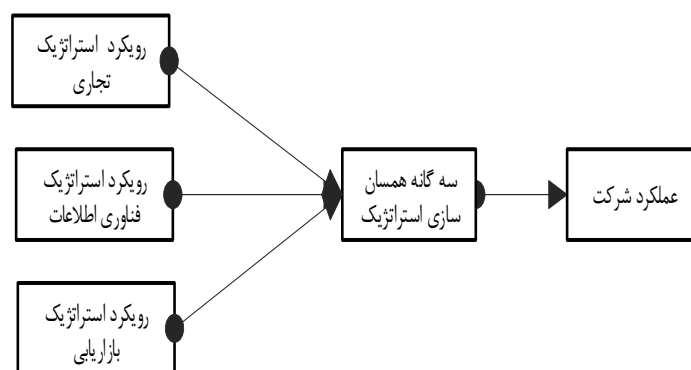 رویکرد استراتژیک
تجاری
رویکرد استراتژیک
فناوری اطلاعات
رویکرد استراتژیک
بازاریابی
سه گانه همسان
سازی استراتژیک
عملکرد شرکت